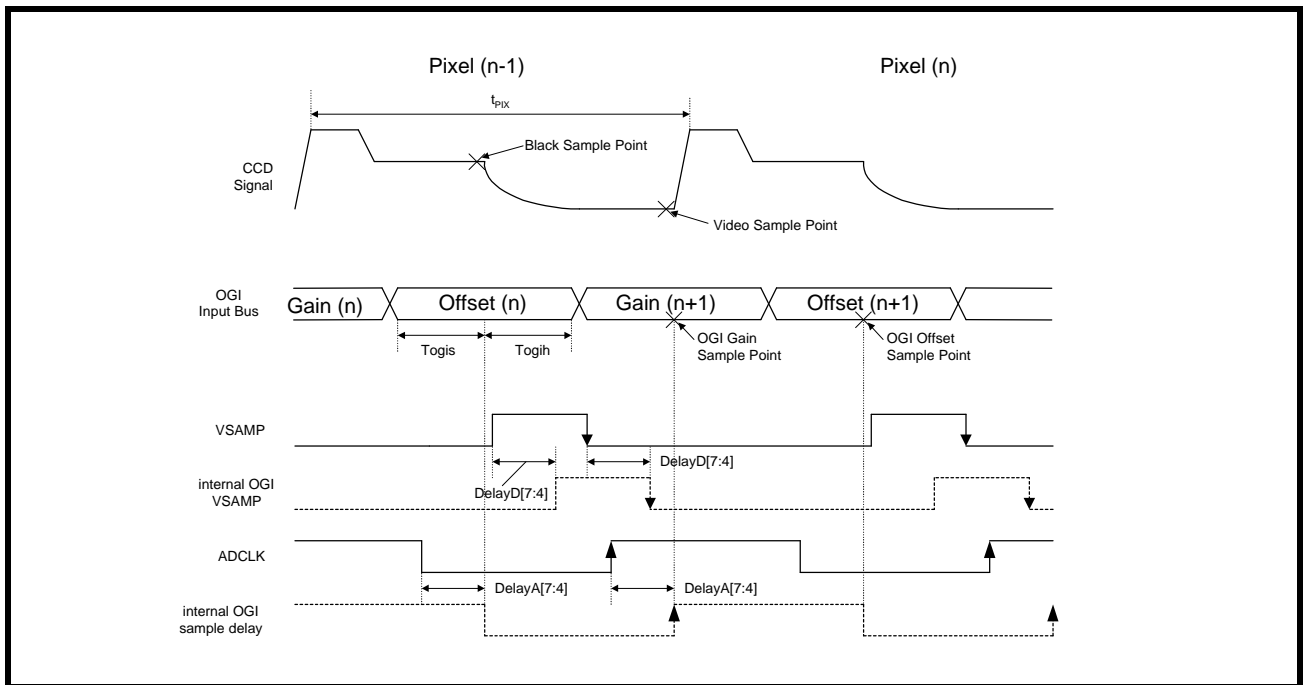 Pixel (n-1)
Pixel (n)
tPIX
Black Sample Point
CCD
Signal
Video Sample Point
OGI
Input Bus
Gain (n)
Offset (n)
Gain (n+1)
Offset (n+1)
Togis
Togih
OGI Gain
Sample Point
OGI Offset
Sample Point
VSAMP
DelayD[7:4]
internal OGI
VSAMP
DelayD[7:4]
ADCLK
DelayA[7:4]
DelayA[7:4]
internal OGI
sample delay